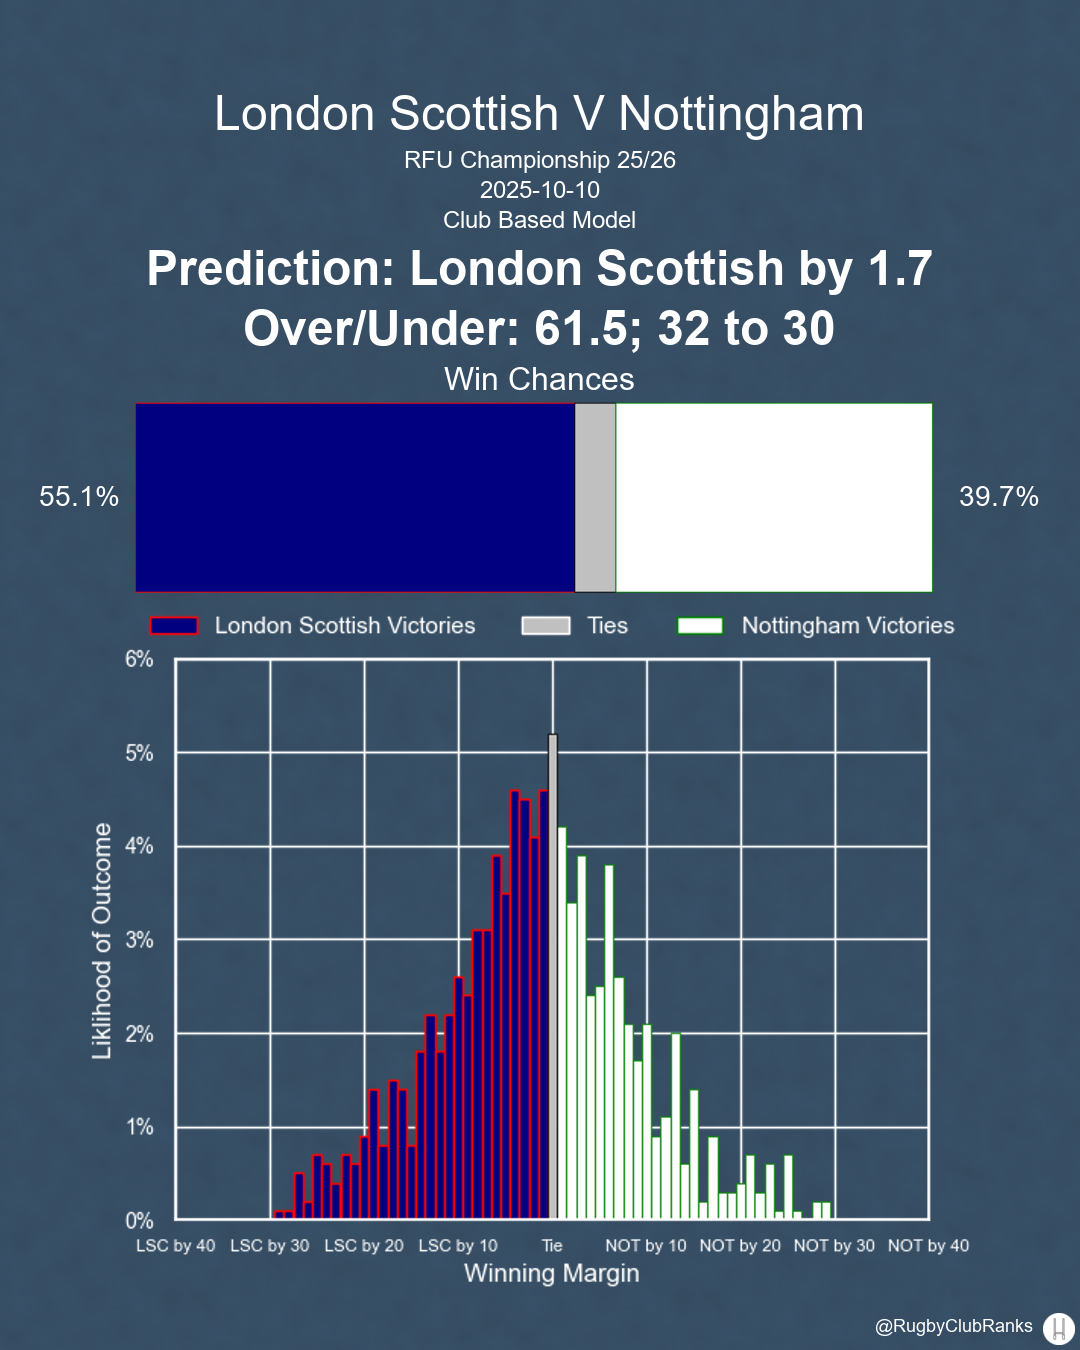 London Scottish V Nottingham
RFU Championship 25/26
2025-10-10
Club Based Model
Prediction: London Scottish by 1.7
Over/Under: 61.5; 32 to 30
Win Chances
55.1%
39.7%
London Scottish Victories
Ties
Nottingham Victories
6%
5%
4%
3%
2%
1%
0%
Liklihood of Outcome
LSC by 40
LSC by 30
LSC by 20
LSC by 10
Tie
NOT by 10
NOT by 20
NOT by 30
NOT by 40
Winning Margin
@RugbyClubRanks